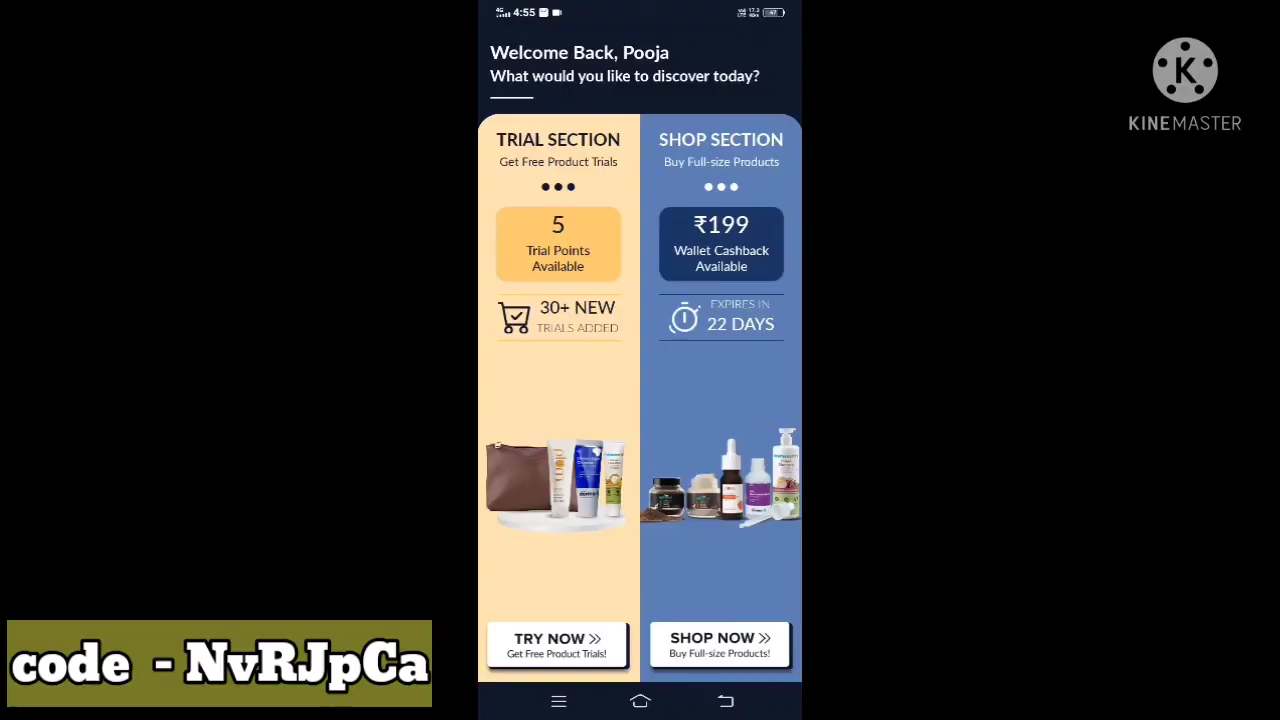 4G 4:55
67
Welcome Back, Pooja
What would you like to discover today?
TRIAL SECTION
Get Free Product Trials
5
Trial Points
Available
30+ NEW
TRIALS ADDED
SHOP SECTION
Buy Full-size Products
₹199
Wallet Cashback
Available
EXPIRES IN
22 DAYS
TRY NOW
Get Free Product Trials!
SHOP NOW
Buy Full-size Products!
K
KINEMASTER
code - NvRJpCa